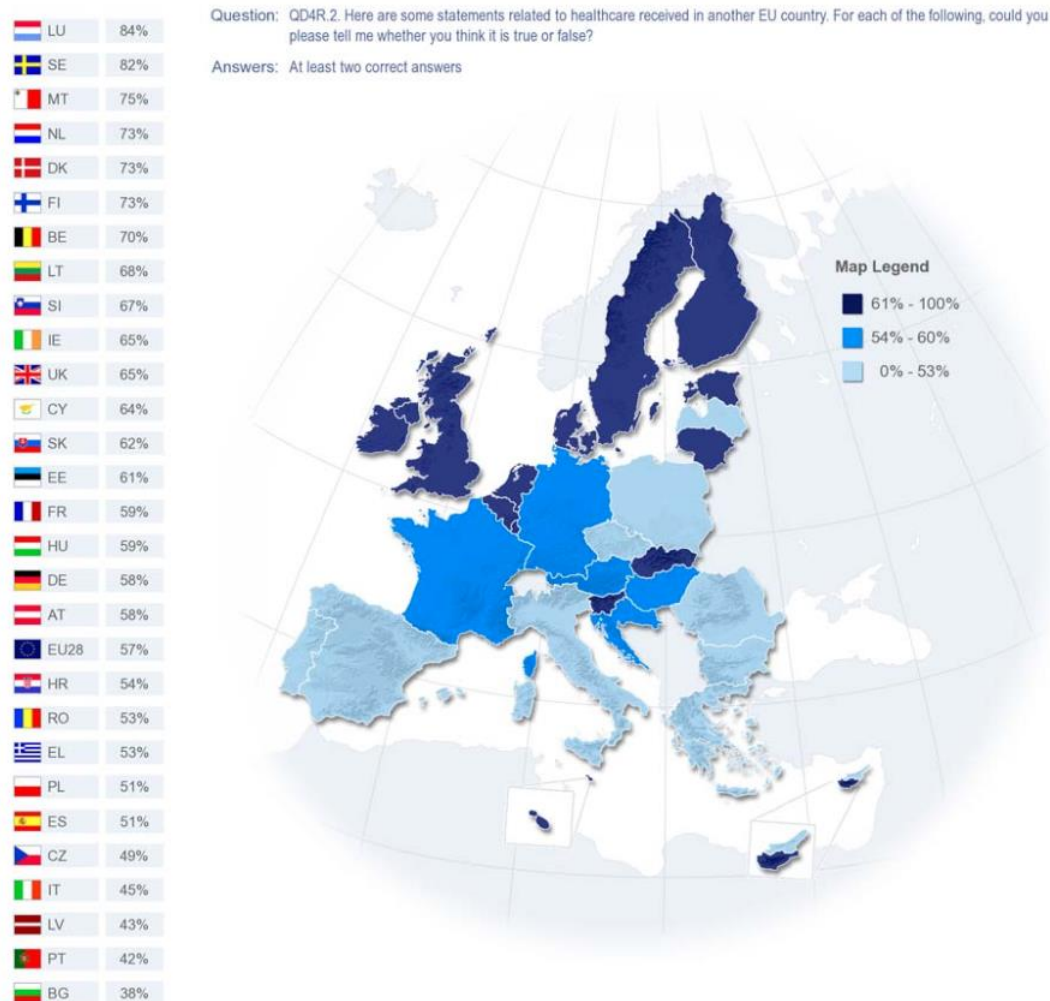 Question: QD4R.2. Here are some statements related to healthcare received in another EU country. For each of the following, could you
please tell me whether you think it is true or false?
Answers: At least two correct answers
LU 84%
SE 82%
MT 75%
NL 73%
DK 73%
FI 73%
BE 70%
LT 68%
SI 67%
IE 65%
UK 65%
CY 64%
SK 62%
EE 61%
FR 59%
HU 59%
DE 58%
AT 58%
EU28 57%
HR 54%
RO 53%
EL 53%
PL 51%
ES 51%
CZ 49%
IT 45%
LV 43%
PT 42%
BG 38%
Map Legend
61% - 100%
54% - 60%
0% - 53%